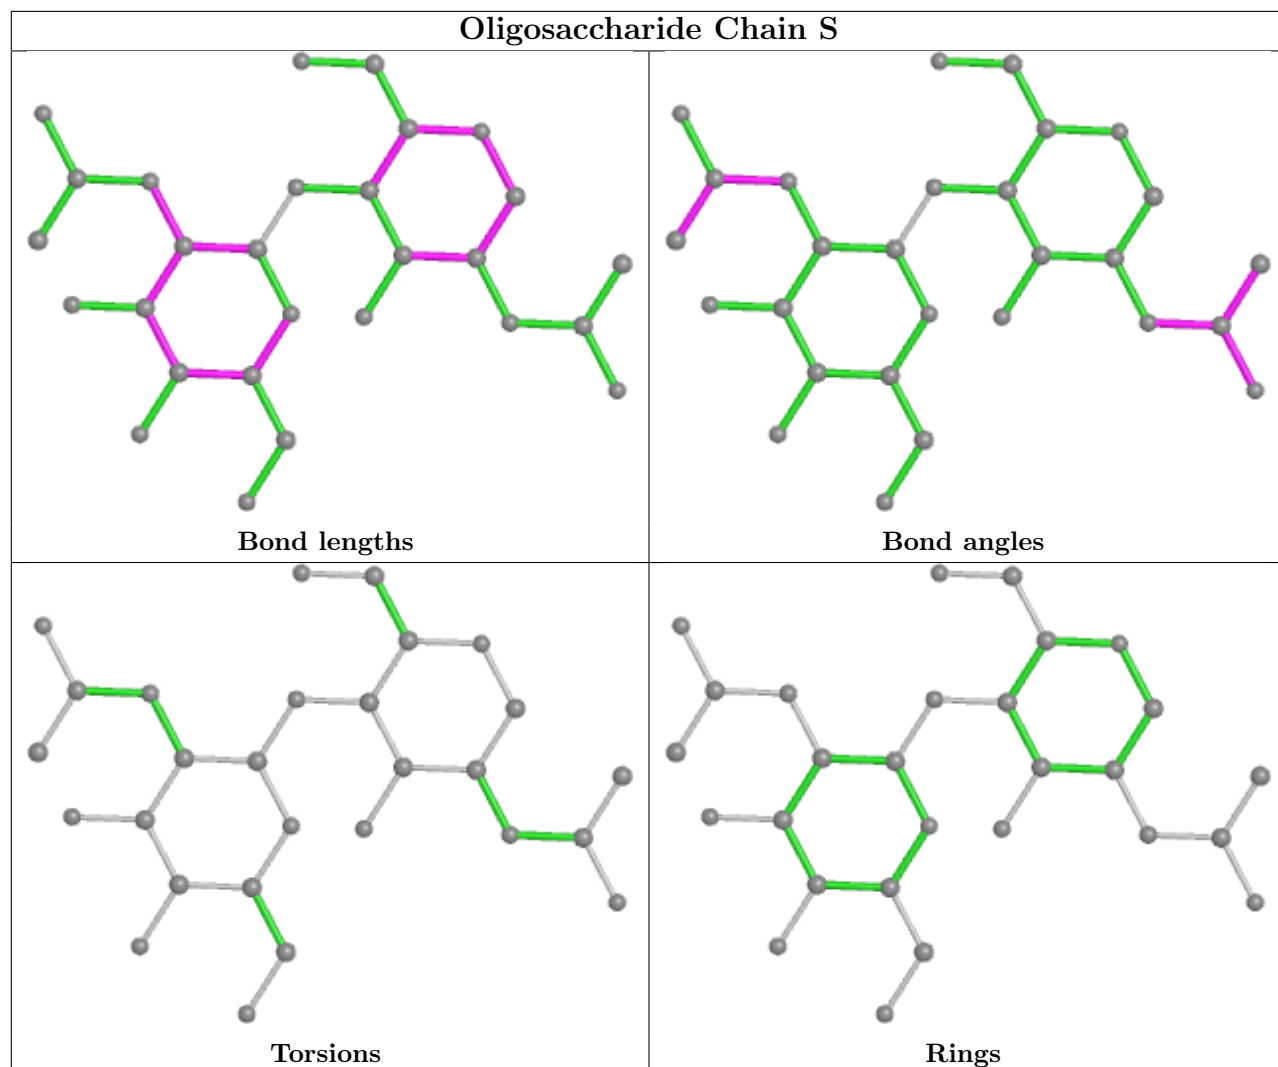 Oligosaccharide Chain S
Bond lengths
Bond angles
Torsions
Rings